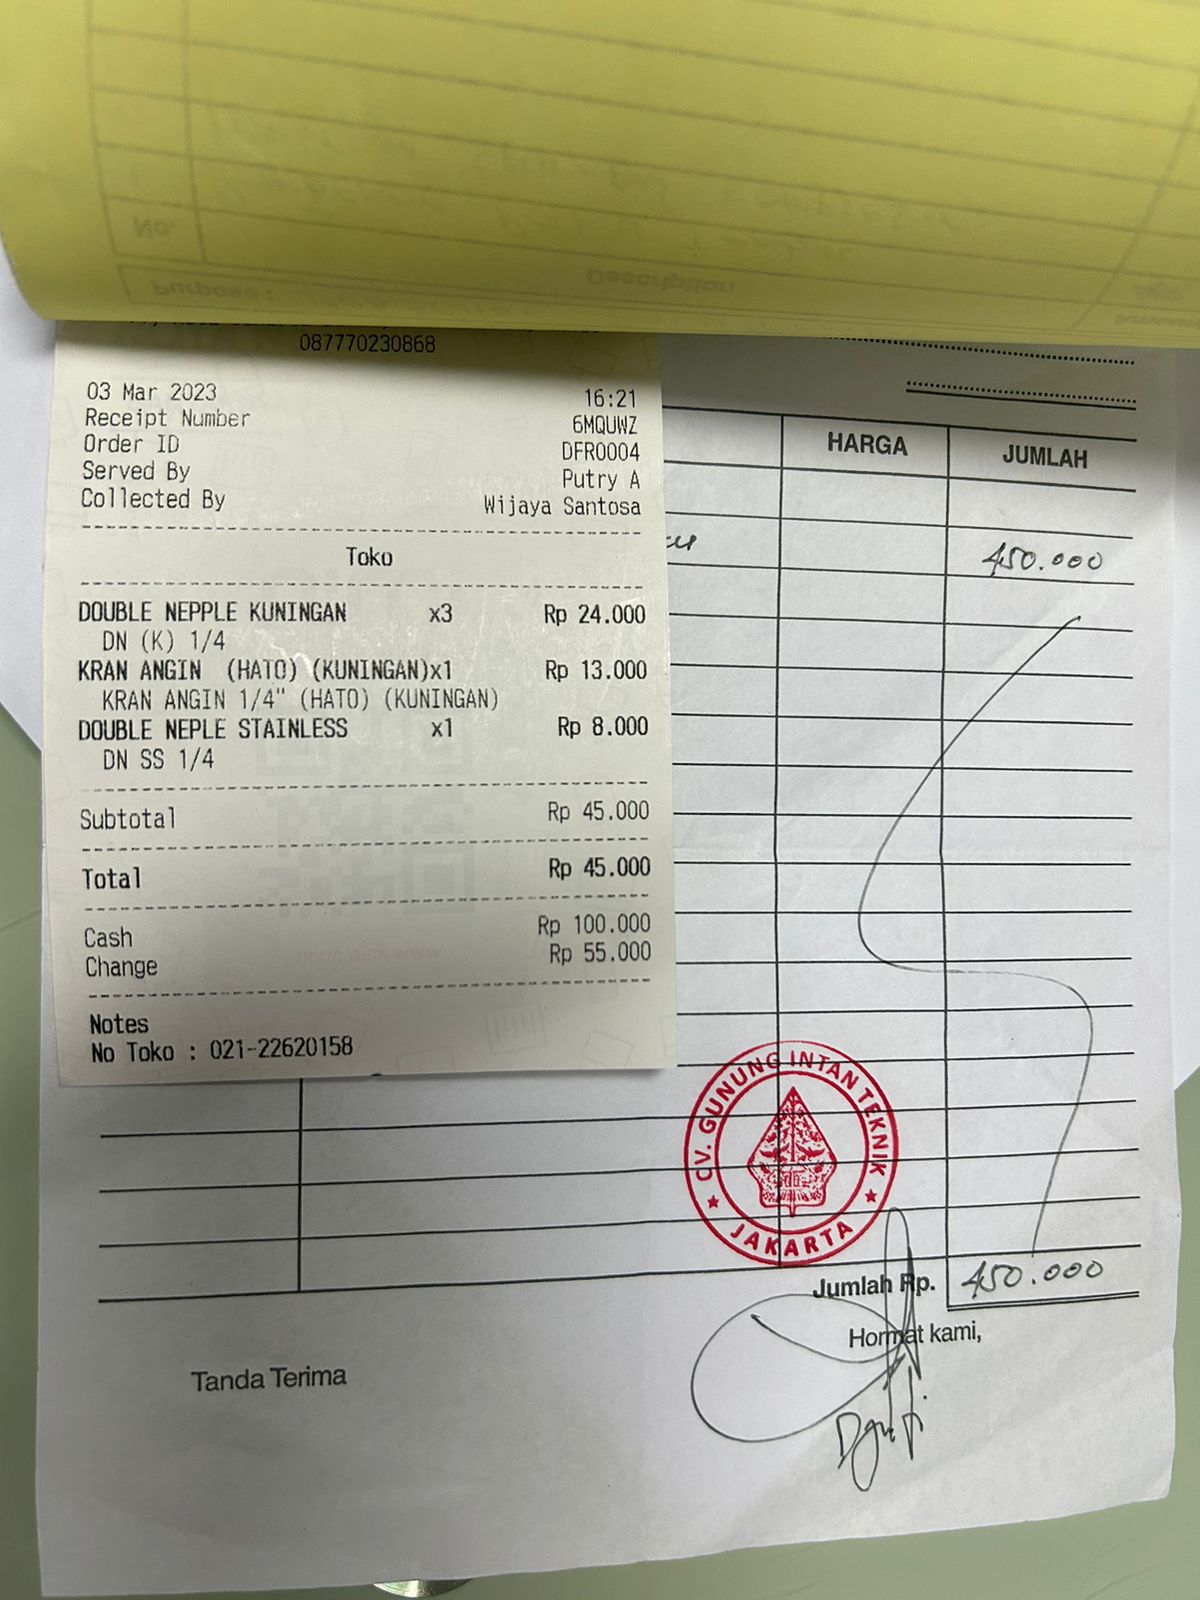 No.
Description
Purpose :
087770230868
03 Mar 2023 16:21
Receipt Number 6MQUWZ
Order ID DFR0004
Served By Putry A
Collected By Wijaya Santosa
Toko
DOUBLE NEPPLE KUNINGAN x3 Rp 24.000
DN (K) 1/4
KRAN ANGIN (HATO) (KUNINGAN)x1 Rp 13.000
KRAN ANGIN 1/4" (HATO) (KUNINGAN)
DOUBLE NEPLE STAINLESS x1 Rp 8.000
DN SS 1/4
Subtotal Rp 45.000
Total Rp 45.000
Cash Rp 100.000
Change Rp 55.000
Notes
No Toko : 021-22620158
HARGA JUMLAH
450.000
CV. GUNUNG INTAN TEKNIK
JAKARTA
Jumlah Rp. 450.000
Hormat kami,
Tanda Terima